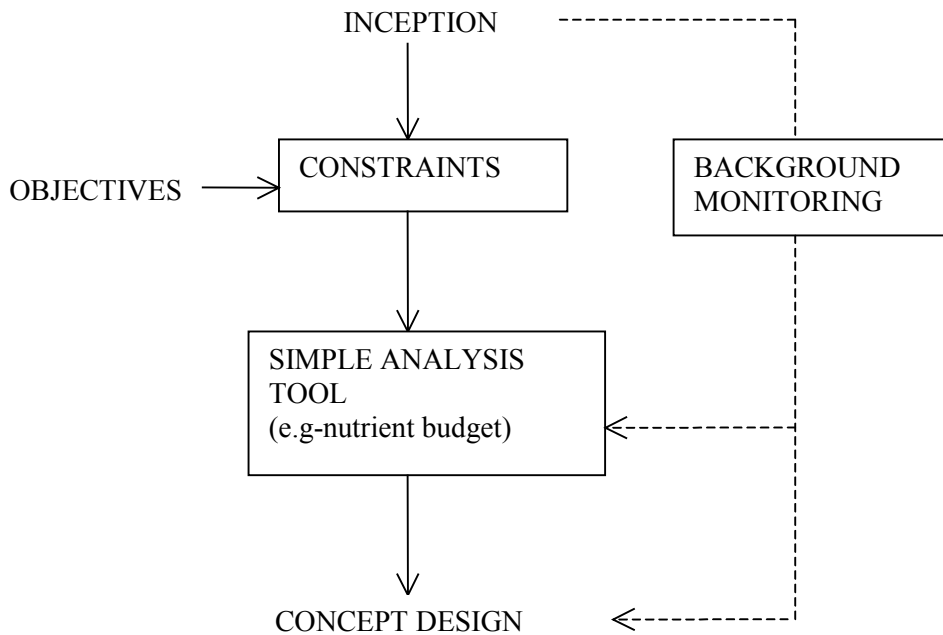 INCEPTION
CONSTRAINTS
OBJECTIVES
BACKGROUND
MONITORING
SIMPLE ANALYSIS
TOOL
(e.g-nutrient budget)
CONCEPT DESIGN